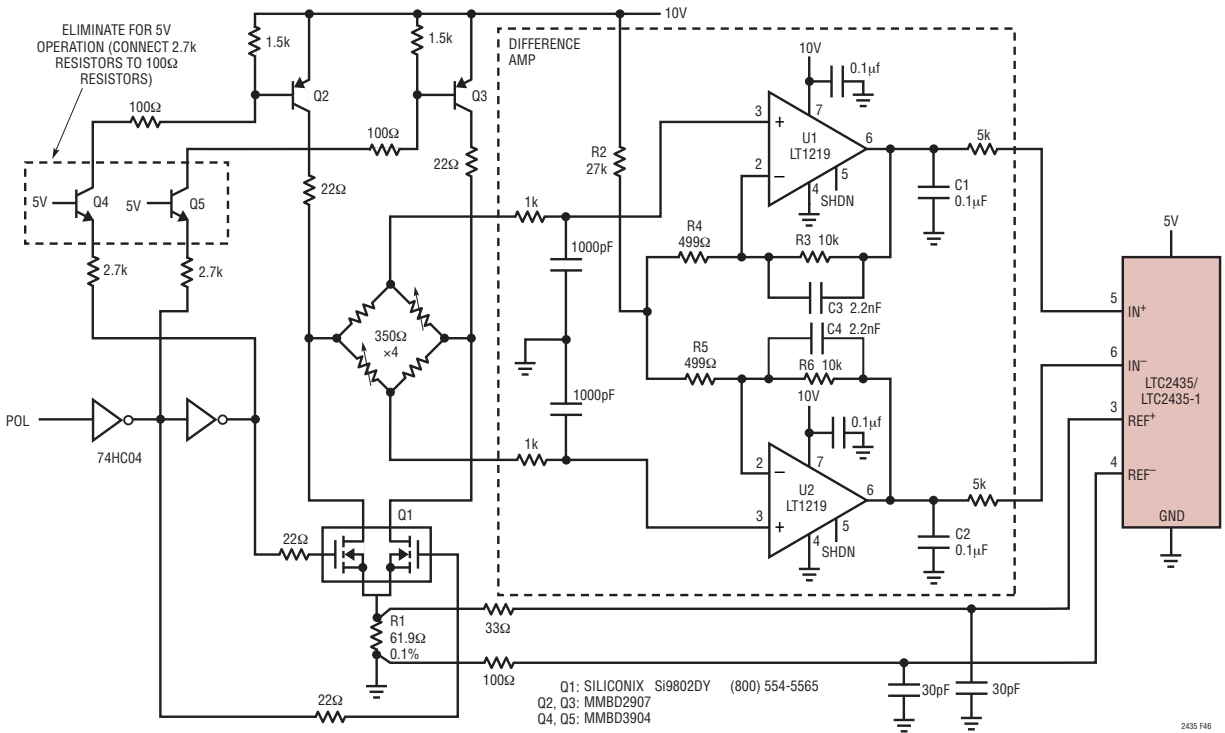 10V
ELIMINATE FOR 5V
OPERATION (CONNECT 2.7k
RESISTORS TO 100Ω
RESISTORS)
1.5k
1.5k
Q2
Q3
100Ω
100Ω
22Ω
22Ω
5V
Q4
5V
Q5
2.7k
2.7k
DIFFERENCE
AMP
10V
0.1µf
R2
27k
3
+
7
U1
LT1219
6
2
–
4
5
SHDN
5k
C1
0.1µF
1k
1000pF
R4
499Ω
R3 10k
C3 2.2nF
C4 2.2nF
R5
499Ω
R6 10k
350Ω
×4
1000pF
1k
10V
0.1µf
2
–
7
U2
LT1219
6
3
+
4
5
SHDN
5k
C2
0.1µF
5V
5
IN+
6
IN–
LTC2435/
LTC2435-1
3
REF+
4
REF–
GND
POL
74HC04
22Ω
Q1
R1
61.9Ω
0.1%
33Ω
100Ω
22Ω
30pF
30pF
Q1: SILICONIX Si9802DY (800) 554-5565
Q2, Q3: MMBD2907
Q4, Q5: MMBD3904
2435 F46